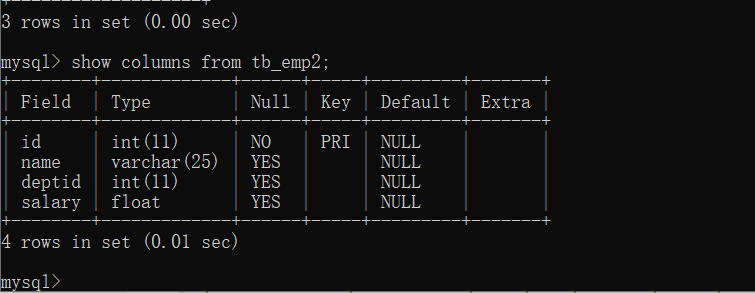 3 rows in set (0.00 sec)
mysql> show columns from tb_emp2;
+--------+-------------+------+-----+---------+-------+
| Field  | Type        | Null | Key | Default | Extra |
+--------+-------------+------+-----+---------+-------+
| id     | int(11)     | NO   | PRI | NULL    |       |
| name   | varchar(25) | YES  |     | NULL    |       |
| deptid | int(11)     | YES  |     | NULL    |       |
| salary | float       | YES  |     | NULL    |       |
+--------+-------------+------+-----+---------+-------+
4 rows in set (0.01 sec)
mysql>